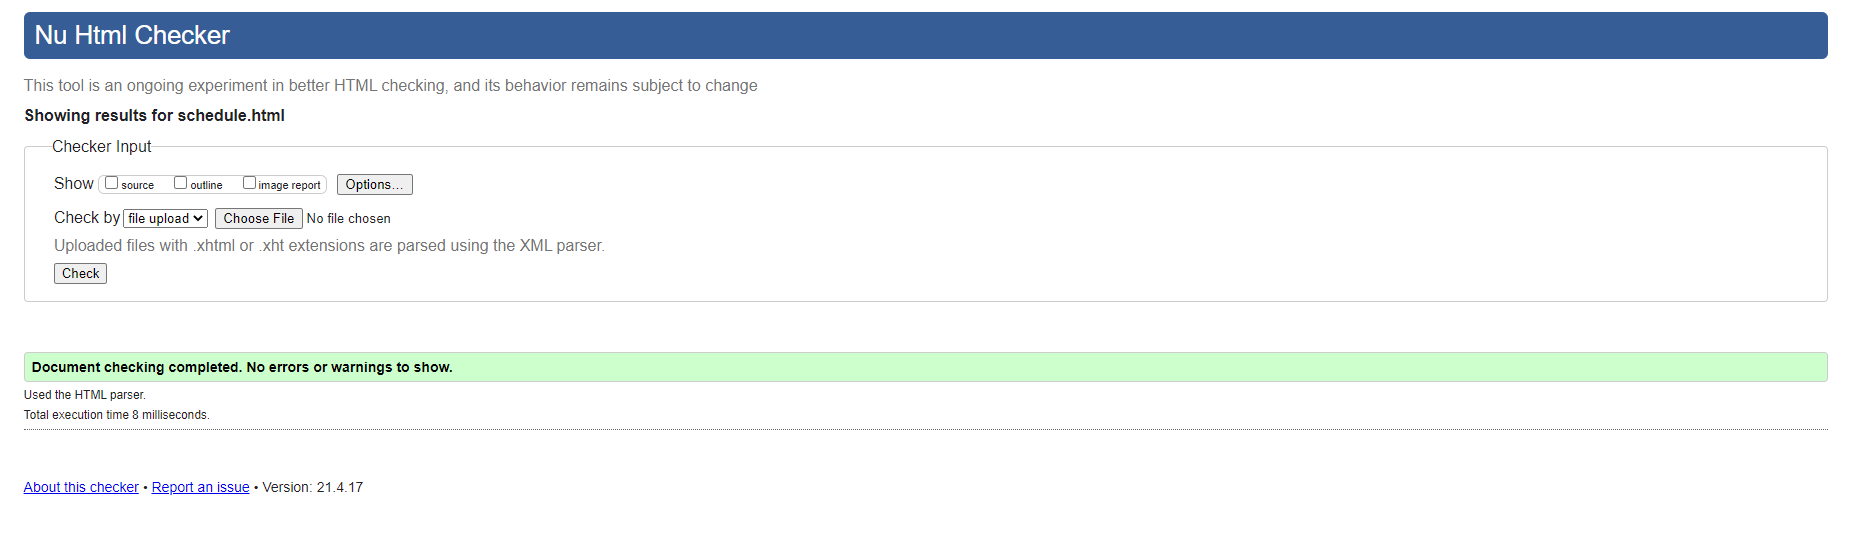 Nu Html Checker
This tool is an ongoing experiment in better HTML checking, and its behavior remains subject to change
Showing results for schedule.html
Checker Input
Show source outline image report Options...
Check by file upload Choose File No file chosen
Uploaded files with .xhtml or .xht extensions are parsed using the XML parser.
Check
Document checking completed. No errors or warnings to show.
Used the HTML parser.
Total execution time 8 milliseconds.
About this checker • Report an issue • Version: 21.4.17